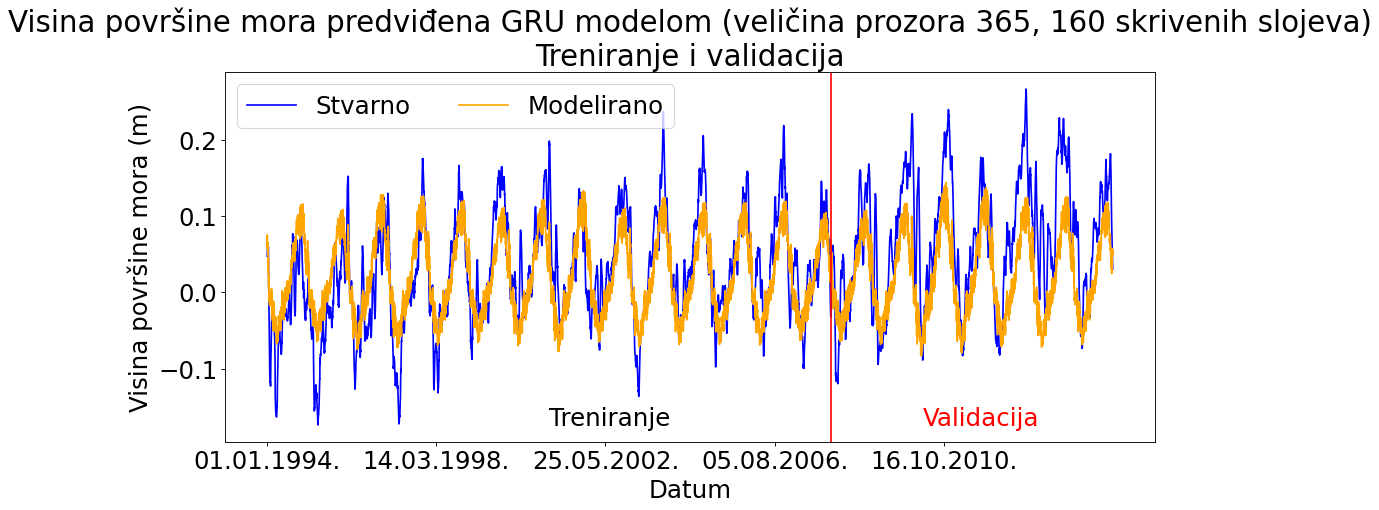 Visina površine mora predviđena GRU modelom (veličina prozora 365, 160 skrivenih slojeva)
Treniranje i validacija
Stvarno
Modelirano
Visina površine mora (m)
0.2
0.1
0.0
−0.1
Treniranje
Validacija
01.01.1994.
14.03.1998.
25.05.2002.
05.08.2006.
16.10.2010.
Datum